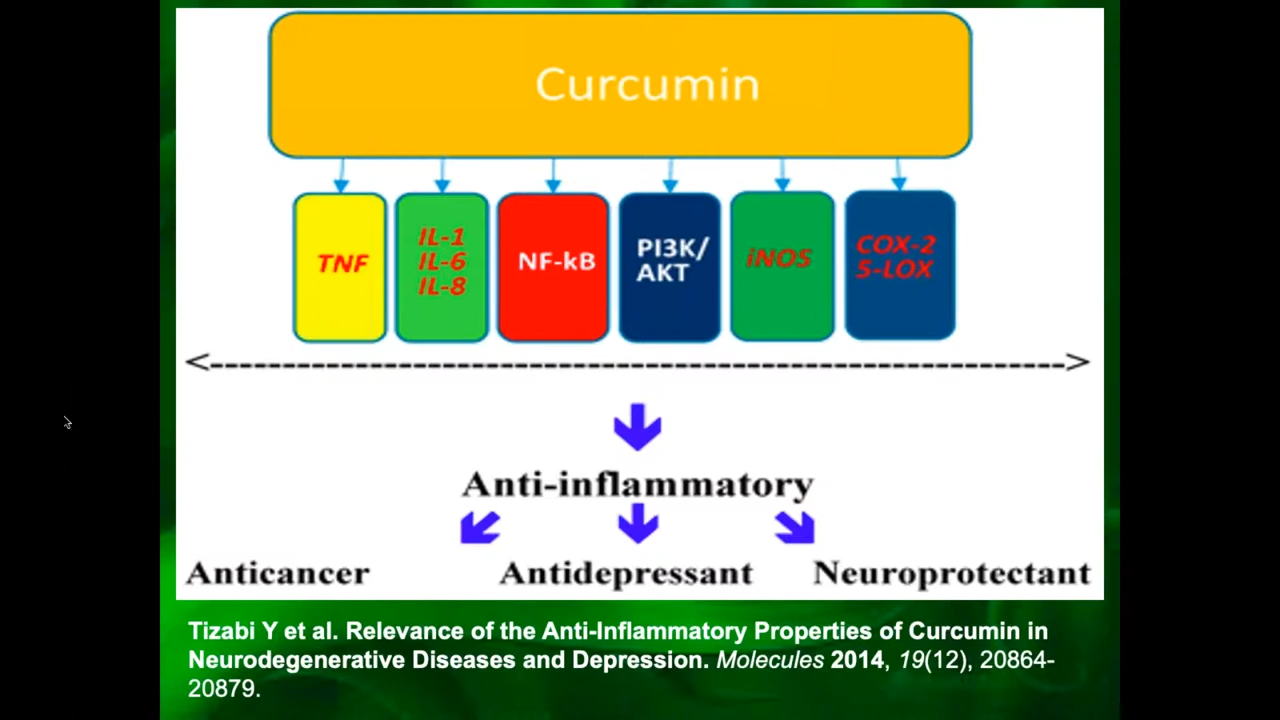 Curcumin
TNF
IL-1
IL-6
IL-8
NF-kB
PI3K/
AKT
iNOS
COX-2
5-LOX
<-------------------------------------------------------------->
Anti-inflammatory
Anticancer Antidepressant Neuroprotectant
Tizabi Y et al. Relevance of the Anti-Inflammatory Properties of Curcumin in
Neurodegenerative Diseases and Depression. Molecules 2014, 19(12), 20864-
20879.